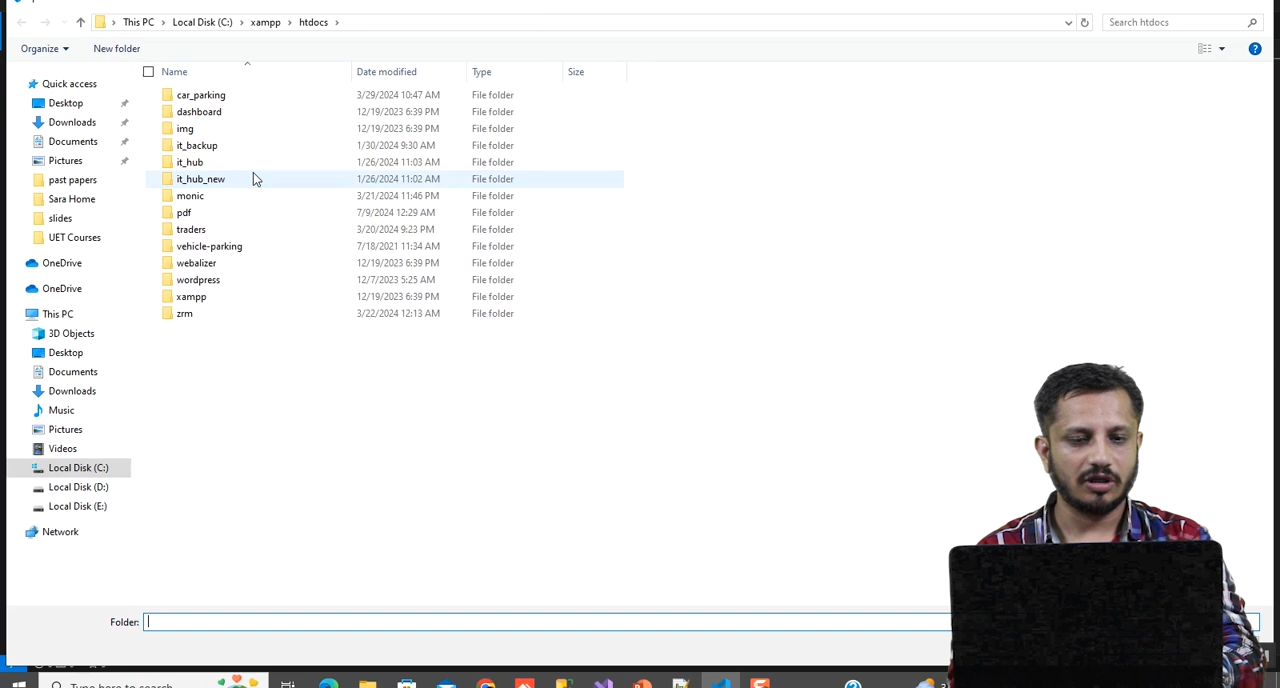 This PC > Local Disk (C:) > xampp > htdocs >
Search htdocs
Organize
New folder
Name
Date modified
Type
Size
Quick access
Desktop
Downloads
Documents
Pictures
past papers
Sara Home
slides
UET Courses
OneDrive
OneDrive
This PC
3D Objects
Desktop
Documents
Downloads
Music
Pictures
Videos
Local Disk (C:)
Local Disk (D:)
Local Disk (E:)
Network
car_parking 3/29/2024 10:47 AM File folder
dashboard 12/19/2023 6:39 PM File folder
img 12/19/2023 6:39 PM File folder
it_backup 1/30/2024 9:30 AM File folder
it_hub 1/26/2024 11:03 AM File folder
it_hub_new 1/26/2024 11:02 AM File folder
monic 3/21/2024 11:46 PM File folder
pdf 7/9/2024 12:29 AM File folder
traders 3/20/2024 9:23 PM File folder
vehicle-parking 7/18/2021 11:34 AM File folder
webalizer 12/19/2023 6:39 PM File folder
wordpress 12/7/2023 5:25 AM File folder
xampp 12/19/2023 6:39 PM File folder
zrm 3/22/2024 12:13 AM File folder
Folder:
Type here to search